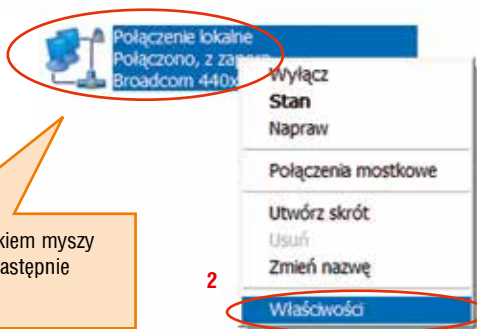 Połączenie lokalne
Połączono, z
Broadcom 440x
Wyłącz
Stan
Napraw
Połączenia mostkowe
Utwórz skrót
Usuń
Zmień nazwę
2
Właściwości
kiem myszy
astępnie